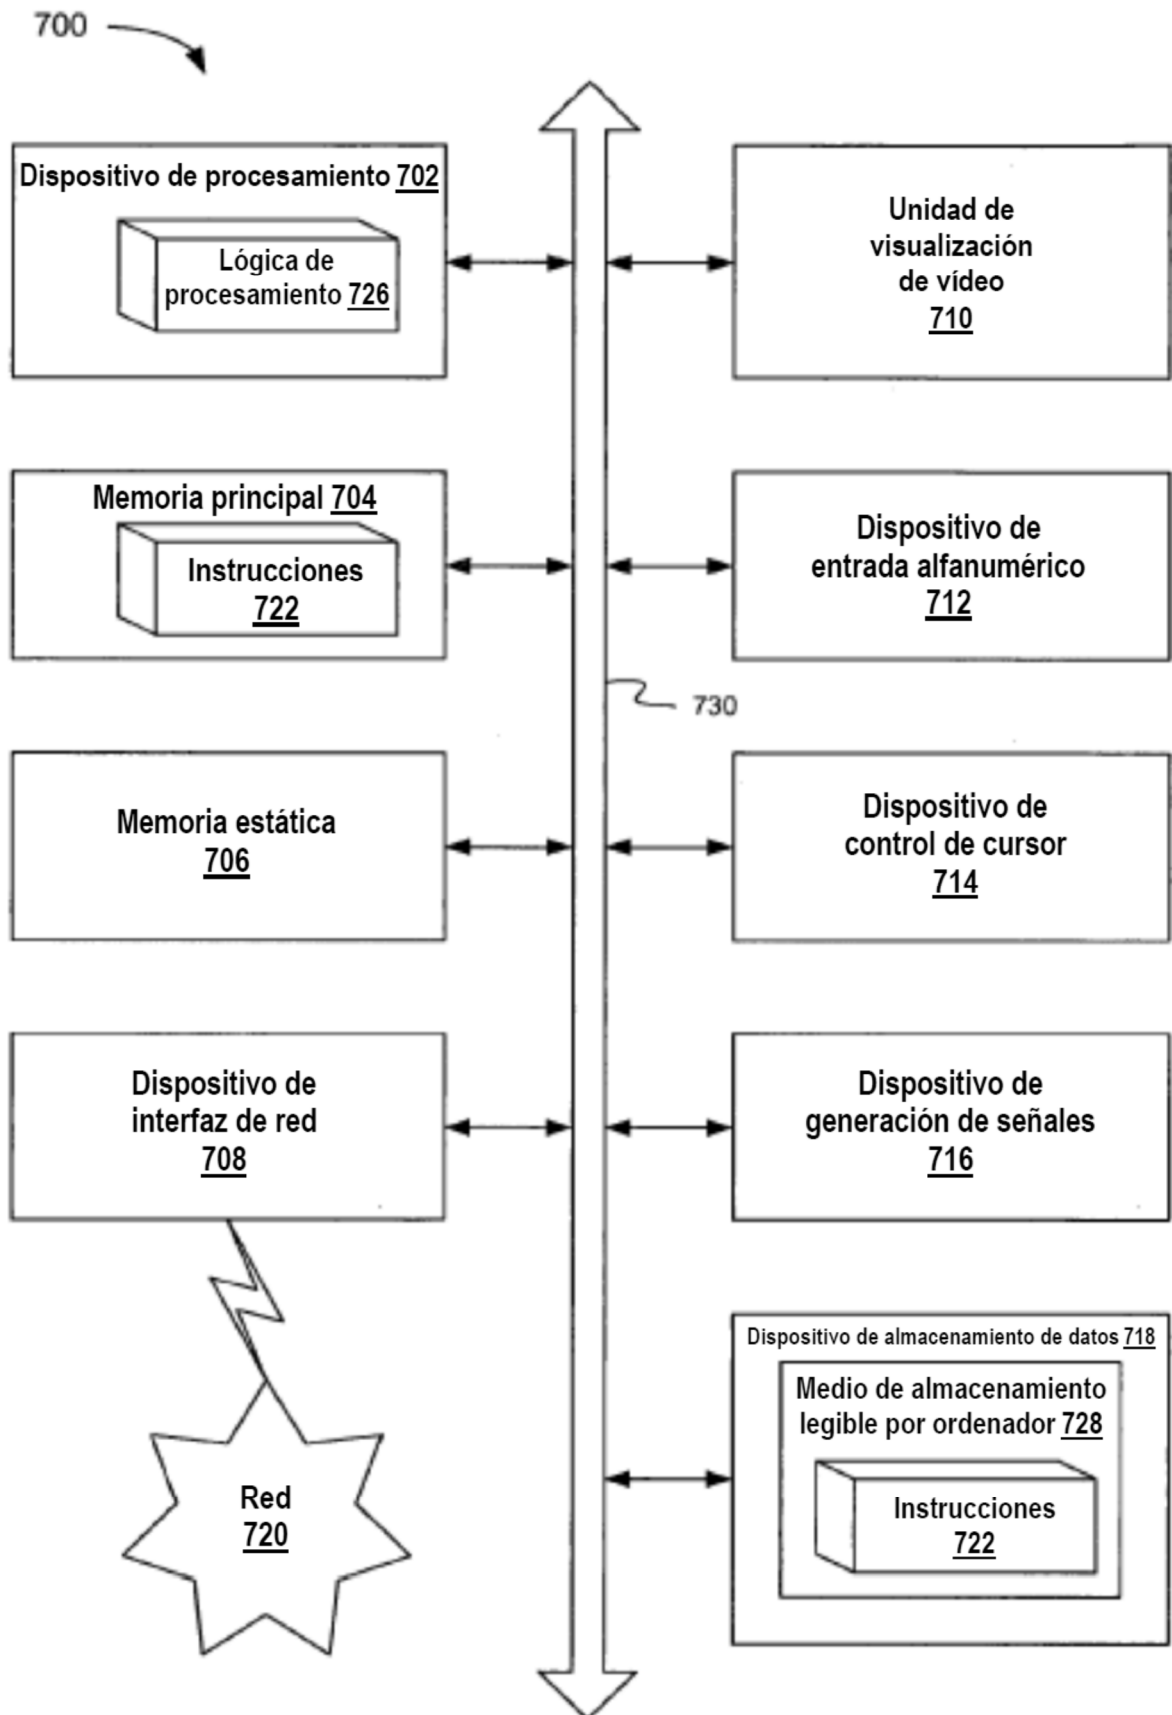 700
Dispositivo de procesamiento 702
Lógica de
procesamiento 726
Unidad de
visualización
de vídeo
710
Memoria principal 704
Instrucciones
722
Dispositivo de
entrada alfanumérico
712
730
Memoria estática
706
Dispositivo de
control de cursor
714
Dispositivo de
interfaz de red
708
Dispositivo de
generación de señales
716
Dispositivo de almacenamiento de datos 718
Medio de almacenamiento
legible por ordenador 728
Instrucciones
722
Red
720